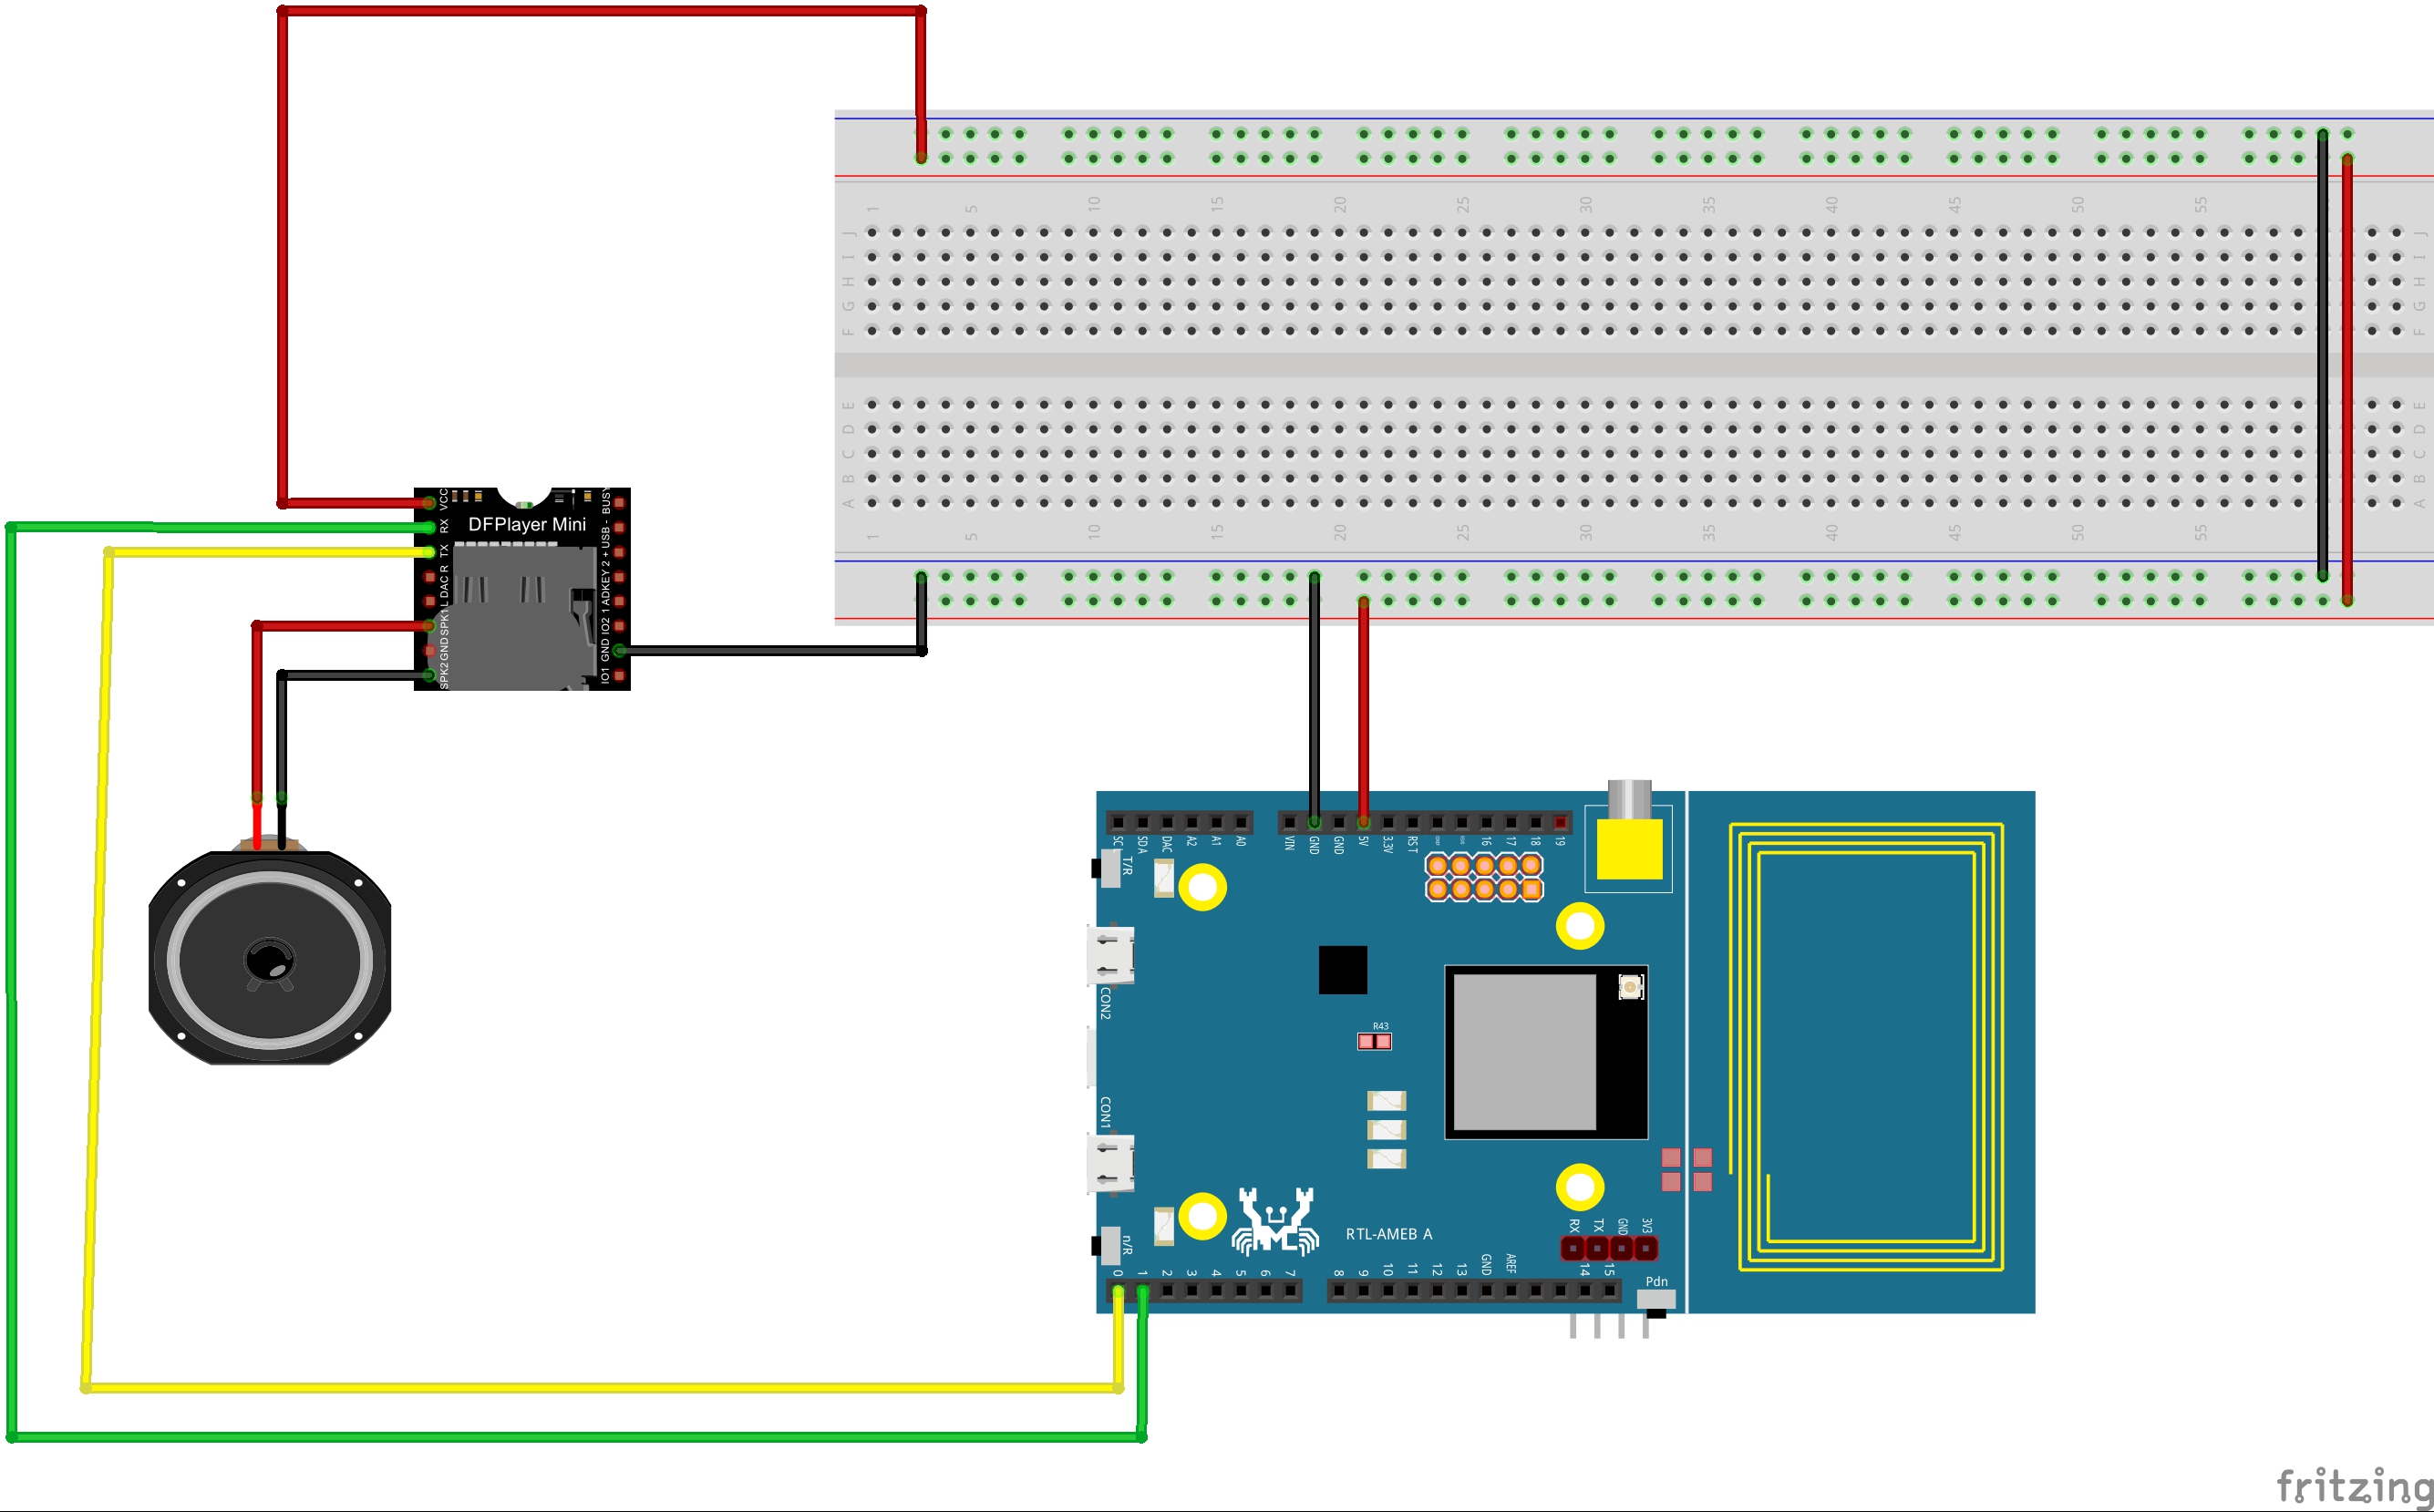 1 5 10 15 20 25 30 35 40 45 50 55
J J
I I
H H
G G
F F
E E
D D
C C
B B
A A
1 5 10 15 20 25 30 35 40 45 50 55
DFPlayer Mini
VCC
RX
TX
DAC R
DAC L
SPK1
GND
SPK2
BUSY
USB -
USB +
ADKEY 2
ADKEY 1
IO2
GND
IO1
SCL SDA DAC A2 A1 A0
VIN GND GND 5V 3.3V RST 16 17 18 19
T/R
CON2
R43
CON1
n/R
RTL-AMEB A
RX TX GND 3V3
0 1 2 3 4 5 6 7
8 9 10 11 12 13 GND AREF 14 15
Pdn
fritzing